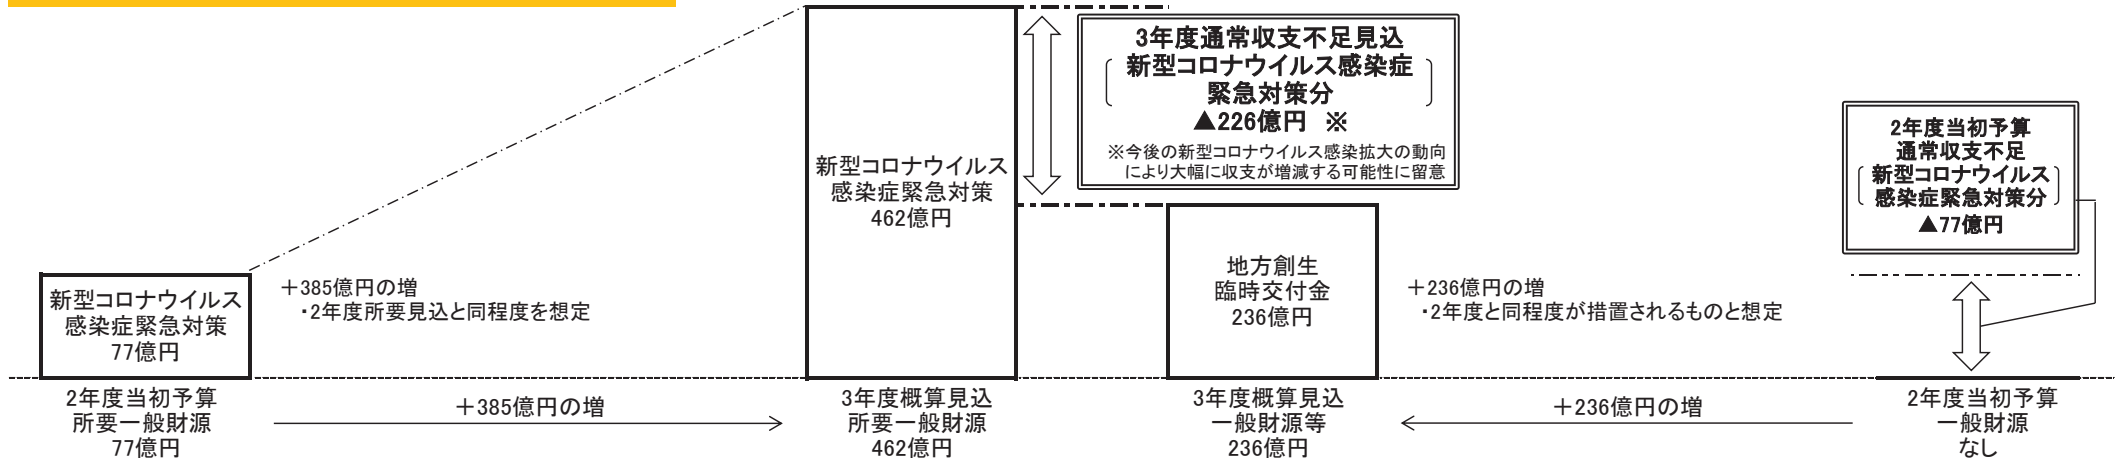 3年度通常収支不足見込
新型コロナウイルス感染症
緊急対策分
▲226億円 ※
※今後の新型コロナウイルス感染拡大の動向
により大幅に収支が増減する可能性に留意
2年度当初予算
通常収支不足
新型コロナウイルス
感染症緊急対策分
▲77億円
新型コロナウイルス
感染症緊急対策
462億円
新型コロナウイルス
感染症緊急対策
77億円
+385億円の増
・2年度所要見込と同程度を想定
地方創生
臨時交付金
236億円
+236億円の増
・2年度と同程度が措置されるものと想定
2年度当初予算
所要一般財源
77億円
+385億円の増
3年度概算見込
所要一般財源
462億円
3年度概算見込
一般財源等
236億円
+236億円の増
2年度当初予算
一般財源
なし